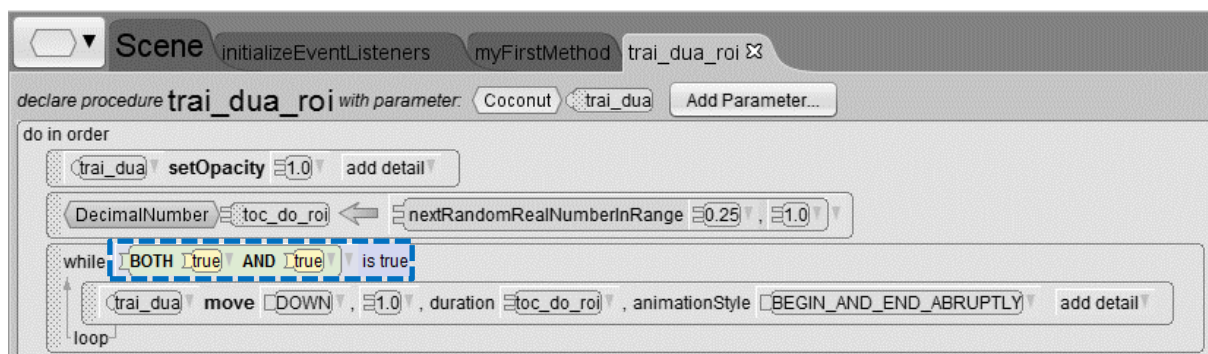 Scene initializeEventListeners myFirstMethod trai_dua_roi
declare procedure trai_dua_roi with parameter: Coconut trai_dua Add Parameter...
do in order
trai_dua setOpacity 1.0 add detail
DecimalNumber toc_do_roi nextRandomRealNumberInRange 0.25 , 1.0
while BOTH true AND true is true
trai_dua move DOWN , 1.0 , duration toc_do_roi , animationStyle BEGIN_AND_END_ABRUPTLY add detail
loop